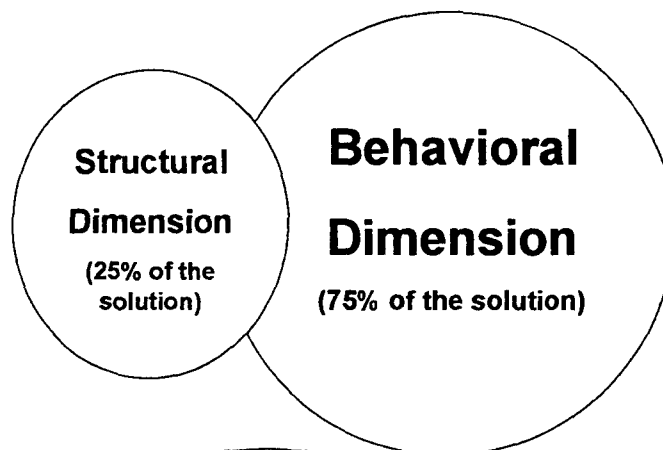 Structural
Dimension
(25% of the
solution)
Behavioral
Dimension
(75% of the solution)